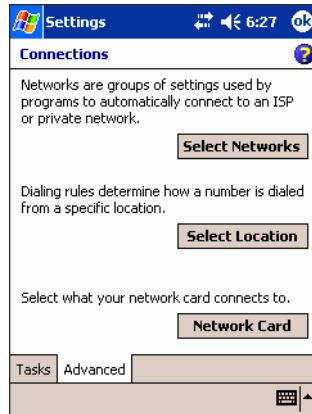 Settings 6:27 ok
Connections ?
Networks are groups of settings used by
programs to automatically connect to an ISP
or private network.
Select Networks
Dialing rules determine how a number is dialed
from a specific location.
Select Location
Select what your network card connects to.
Network Card
Tasks Advanced